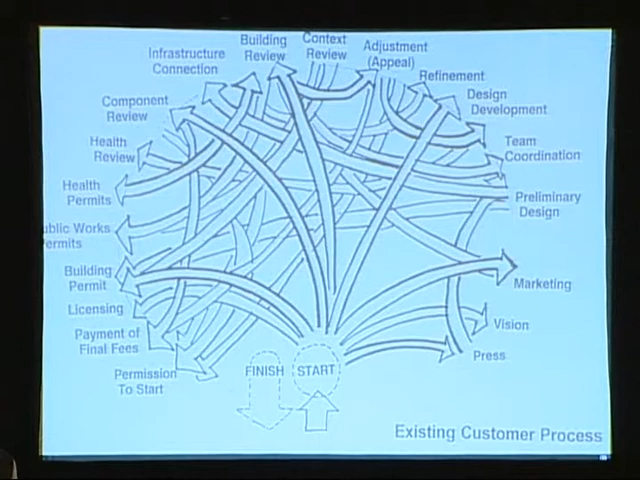 Infrastructure
Connection
Building
Review
Context
Review
Adjustment
(Appeal)
Refinement
Design
Development
Team
Coordination
Preliminary
Design
Marketing
Vision
Press
START
FINISH
Permission
To Start
Payment of
Final Fees
Licensing
Building
Permit
ublic Works
ermits
Health
Permits
Health
Review
Component
Review
Existing Customer Process